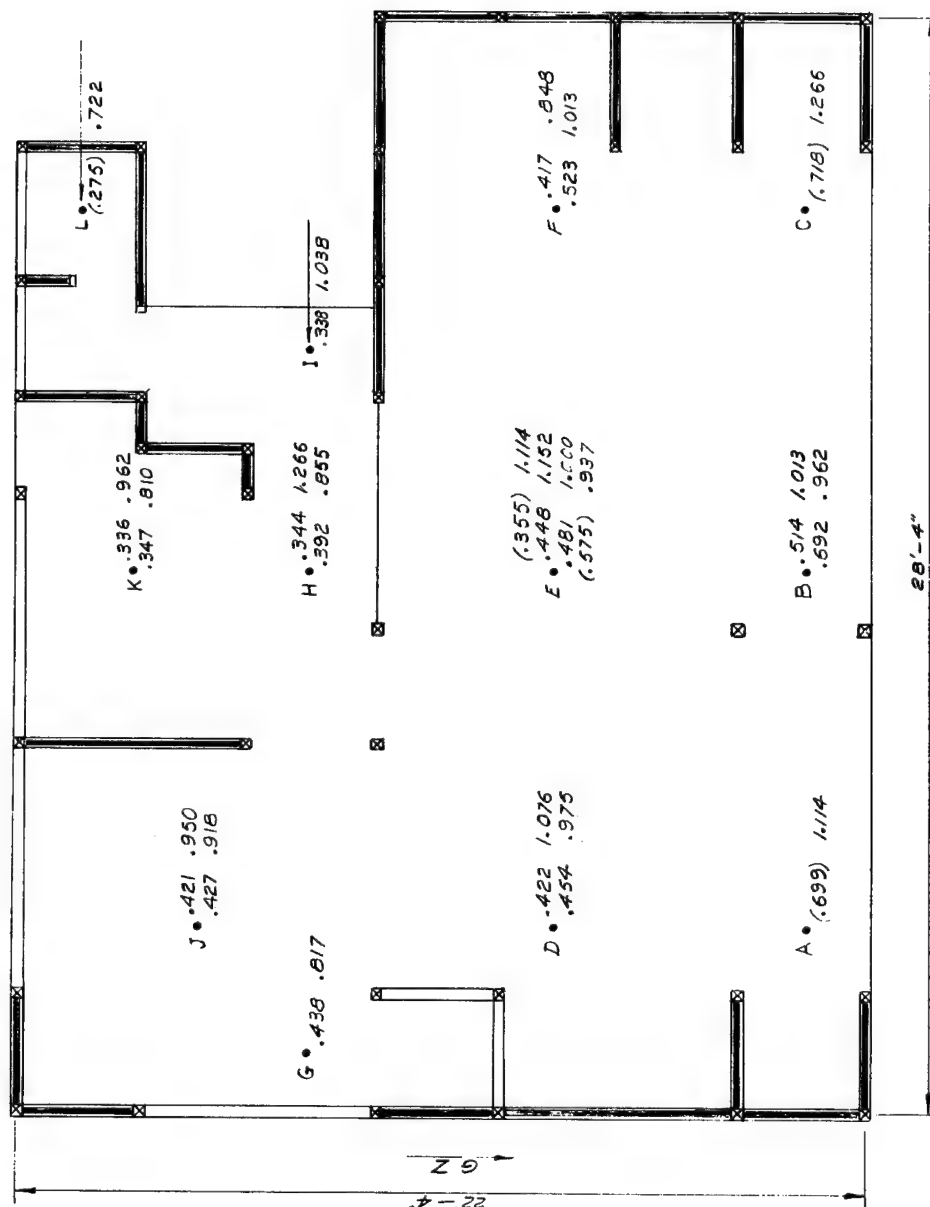 L
(.275) .722
I .338 1.038
F .417 .848
.523 1.013
C
(.718) 1.266
K .336 .962
.347 .810
H .344 1.266
.392 .855
(.355) 1.114
E .448 1.152
.481 1.000
(.575) .937
B .514 1.013
.692 .962
J .421 .950
.427 .918
G .438 .817
D .422 1.076
.454 .975
A
(.699) 1.114
GZ
22'-4"
28'-4"